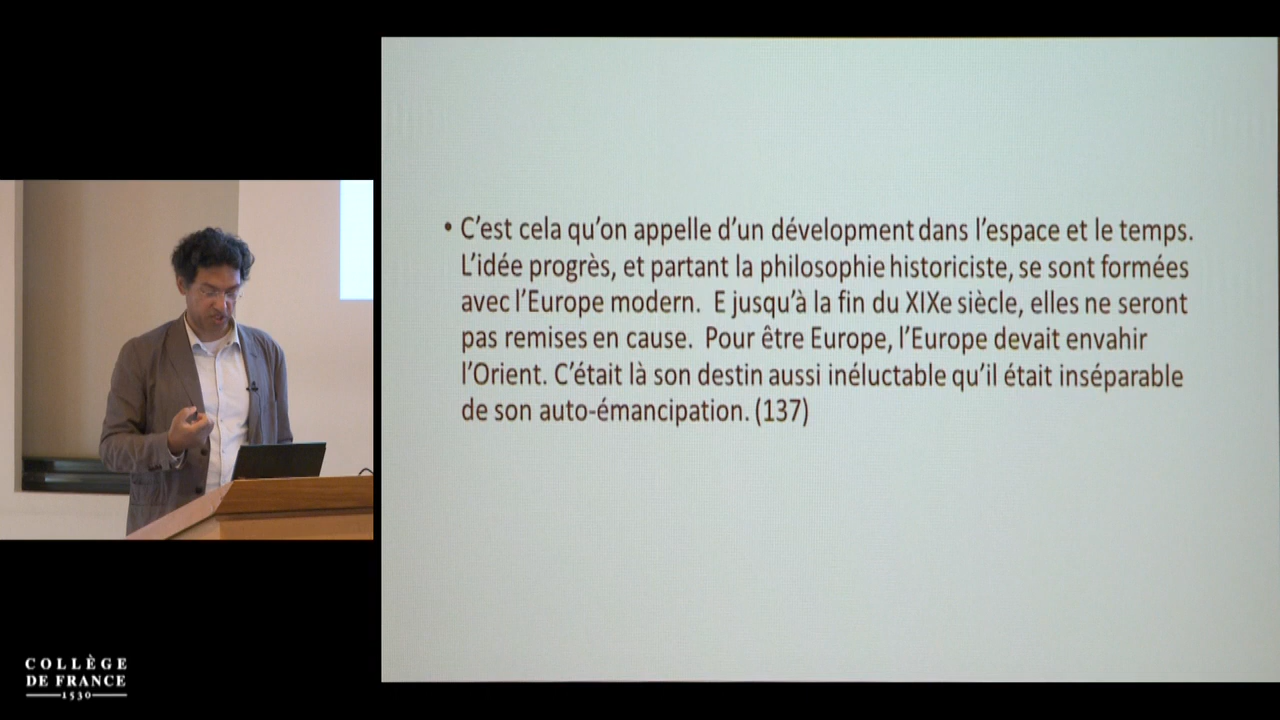 • C’est cela qu’on appelle d’un dévelopment dans l’espace et le temps.
L’idée progrès, et partant la philosophie historiciste, se sont formées
avec l’Europe modern.  E jusqu’à la fin du XIXe siècle, elles ne seront
pas remises en cause.  Pour être Europe, l’Europe devait envahir
l’Orient. C’était là son destin aussi inéluctable qu’il était inséparable
de son auto-émancipation. (137)
COLLÈGE
DE FRANCE
1530